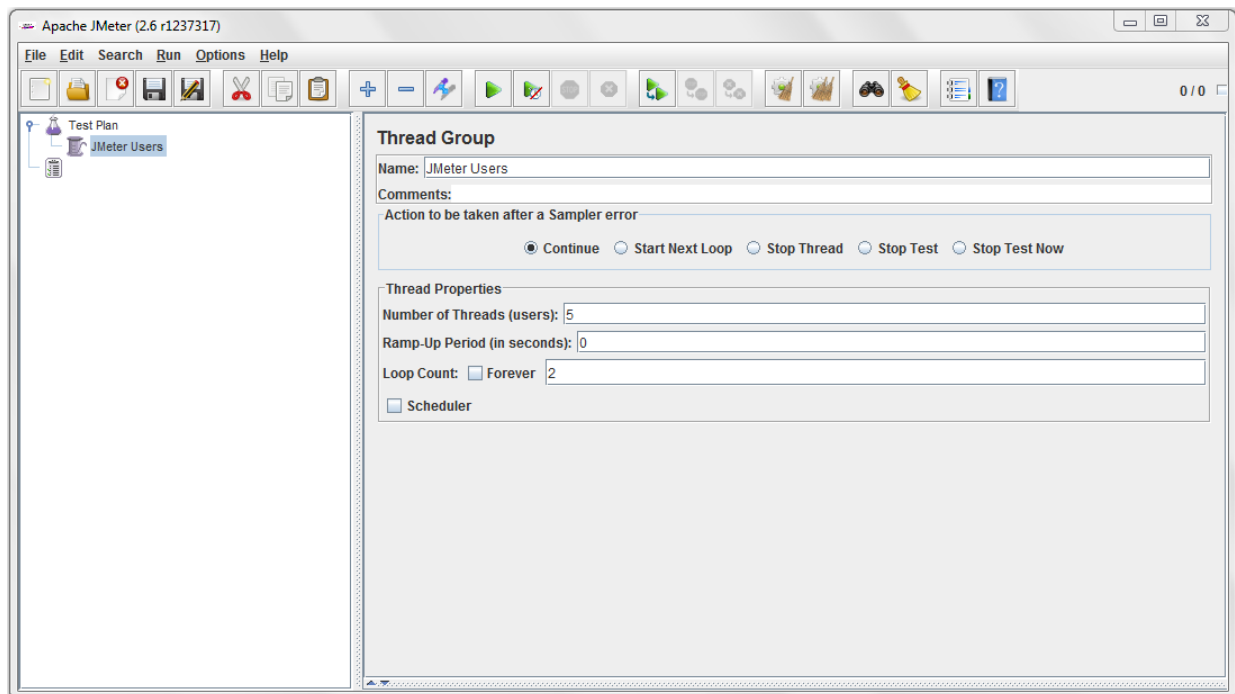 Apache JMeter (2.6 r1237317)
File Edit Search Run Options Help
0 / 0
Test Plan
JMeter Users
Thread Group
Name: JMeter Users
Comments:
Action to be taken after a Sampler error
Continue Start Next Loop Stop Thread Stop Test Stop Test Now
Thread Properties
Number of Threads (users): 5
Ramp-Up Period (in seconds): 0
Loop Count: Forever 2
Scheduler